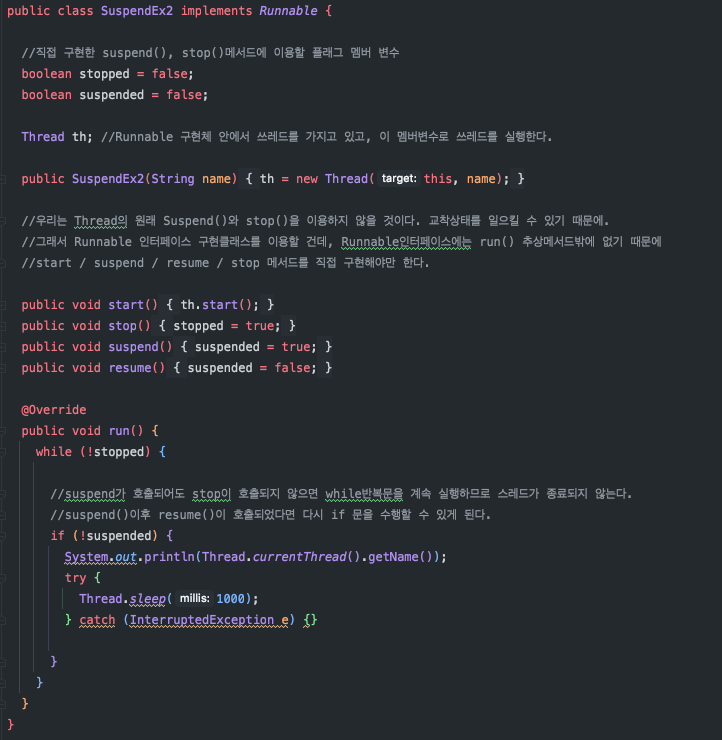 public class SuspendEx2 implements Runnable {
//직접 구현한 suspend(), stop()메서드에 이용할 플래그 멤버 변수
boolean stopped = false;
boolean suspended = false;
Thread th; //Runnable 구현체 안에서 쓰레드를 가지고 있고, 이 멤버변수로 쓰레드를 실행한다.
public SuspendEx2(String name) { th = new Thread( target: this, name); }
//우리는 Thread의 원래 Suspend()와 stop()을 이용하지 않을 것이다. 교착상태를 일으킬 수 있기 때문에.
//그래서 Runnable 인터페이스 구현클래스를 이용할 건데, Runnable인터페이스에는 run() 추상메서드밖에 없기 때문에
//start / suspend / resume / stop 메서드를 직접 구현해야만 한다.
public void start() { th.start(); }
public void stop() { stopped = true; }
public void suspend() { suspended = true; }
public void resume() { suspended = false; }
@Override
public void run() {
while (!stopped) {
//suspend가 호출되어도 stop이 호출되지 않으면 while반복문을 계속 실행하므로 스레드가 종료되지 않는다.
//suspend()이후 resume()이 호출되었다면 다시 if 문을 수행할 수 있게 된다.
if (!suspended) {
System.out.println(Thread.currentThread().getName());
try {
Thread.sleep( millis: 1000);
} catch (InterruptedException e) {}
}
}
}
}